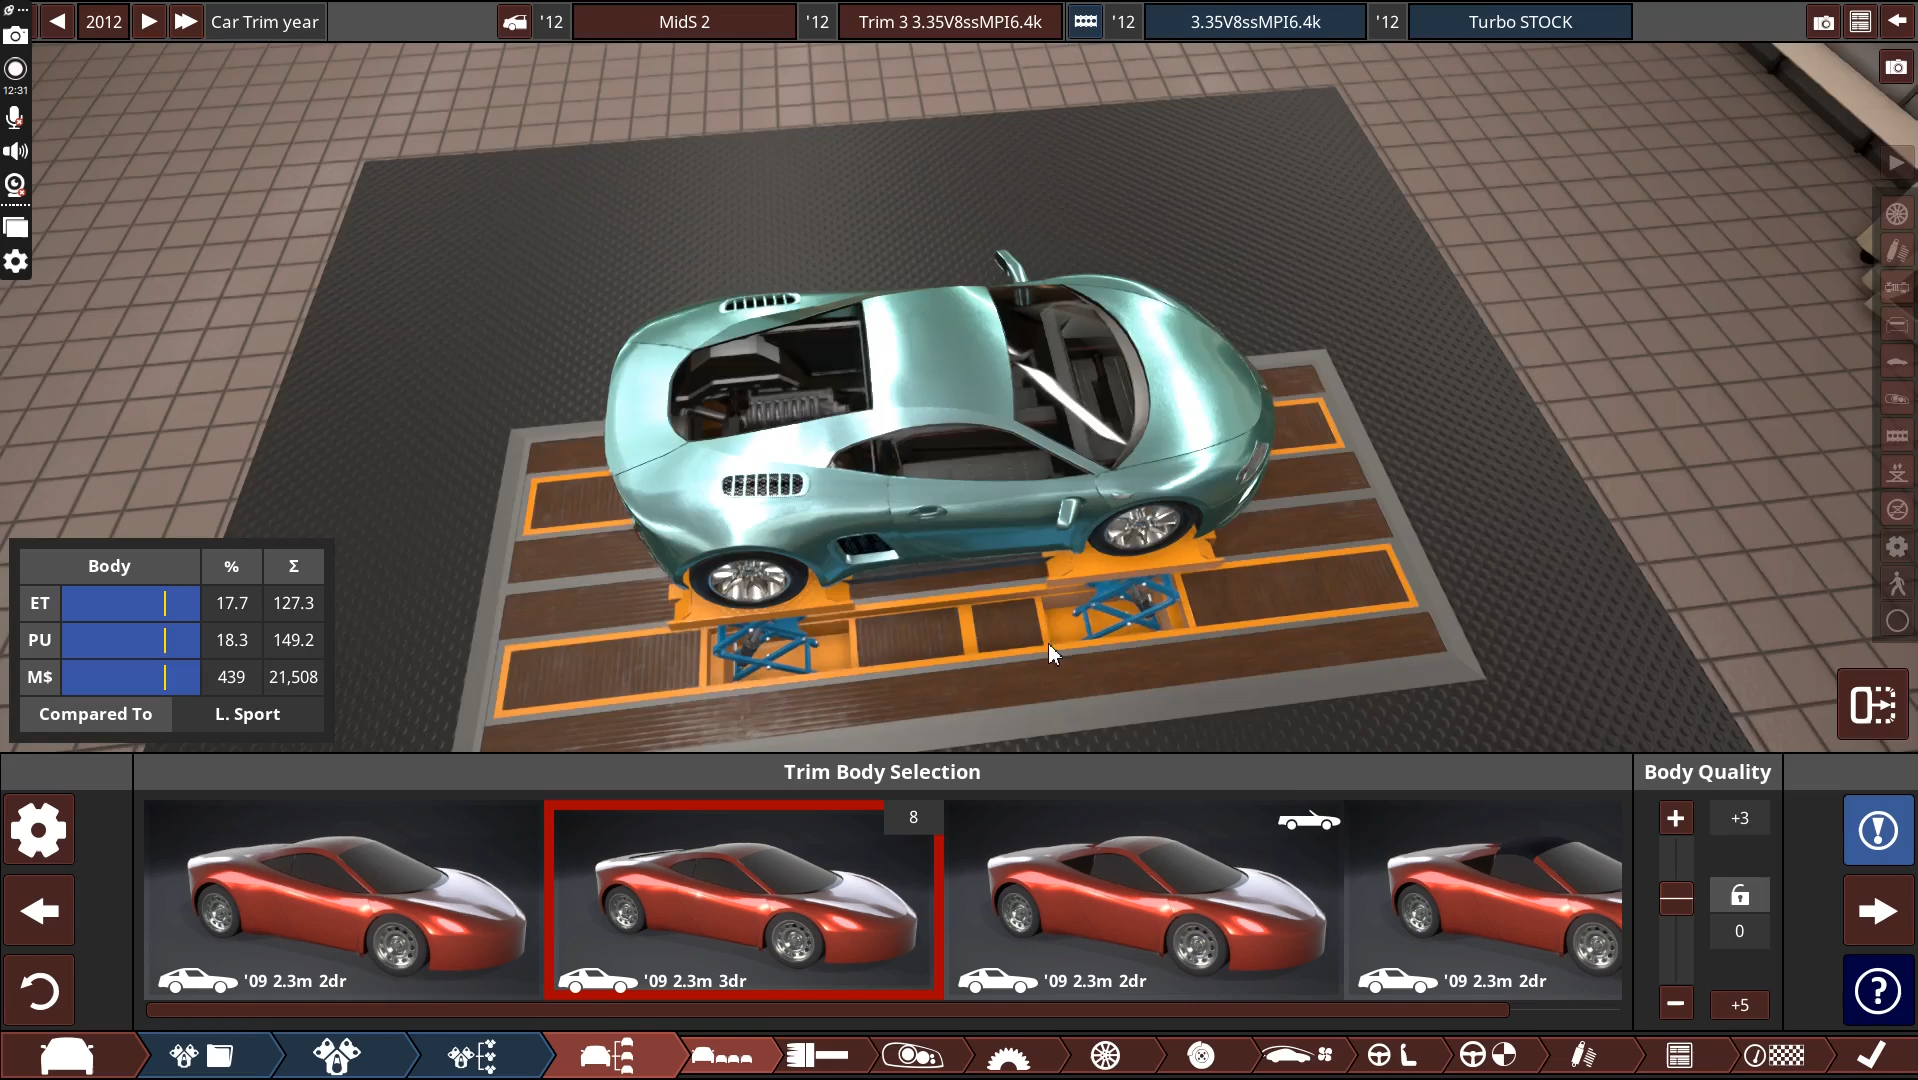 2012 Car Trim year '12 MidS 2 '12 Trim 3 3.35V8ssMPI6.4k '12 3.35V8ssMPI6.4k '12 Turbo STOCK
12:31
Body % Σ
ET 17.7 127.3
PU 18.3 149.2
M$ 439 21,508
Compared To L. Sport
Trim Body Selection
Body Quality
8
+3
0
+5
'09 2.3m 2dr
'09 2.3m 3dr
'09 2.3m 2dr
'09 2.3m 2dr